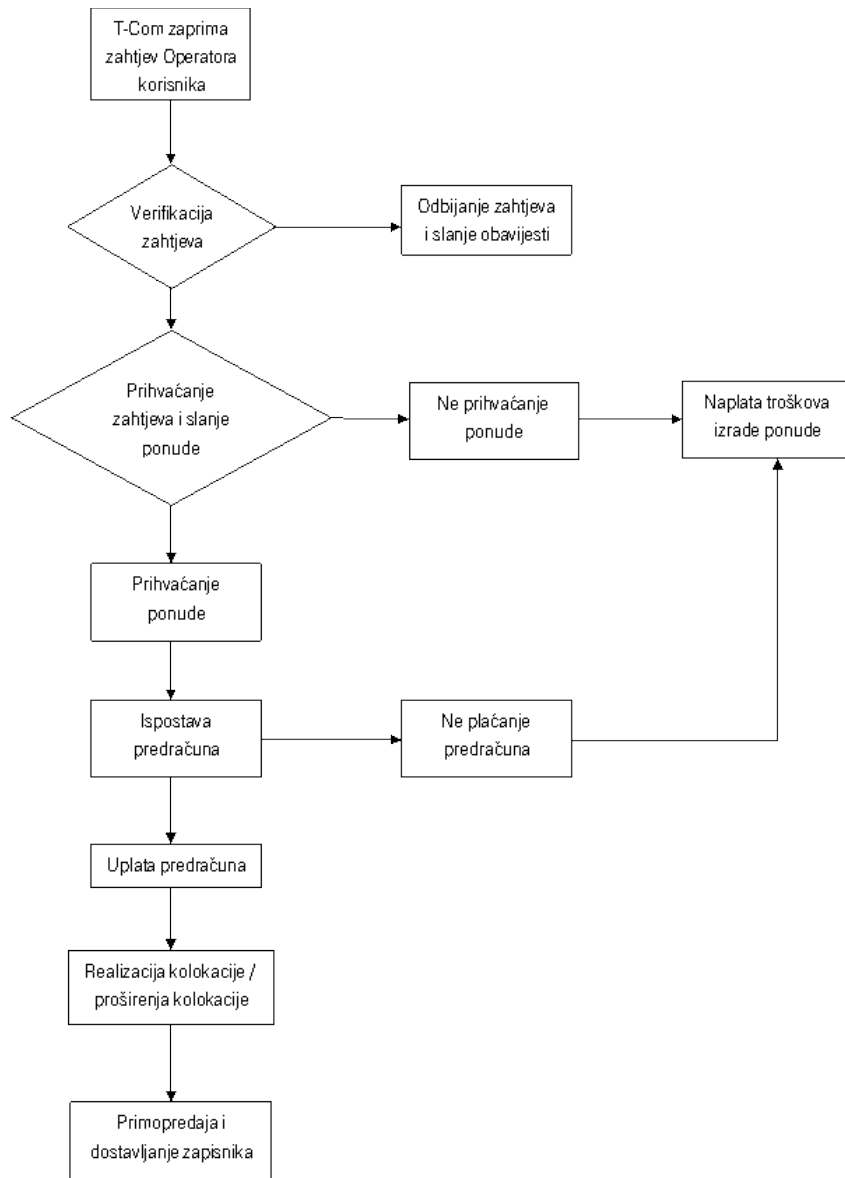 T-Com zaprima
zahtjev Operatora
korisnika
Verifikacija
zahtjeva
Odbijanje zahtjeva
i slanje obavijesti
Prihvaćanje
zahtjeva i slanje
ponude
Ne prihvaćanje
ponude
Naplata troškova
izrade ponude
Prihvaćanje
ponude
Ispostava
predračuna
Ne plaćanje
predračuna
Uplata predračuna
Realizacija kolokacije /
proširenja kolokacije
Primopredaja i
dostavljanje zapisnika